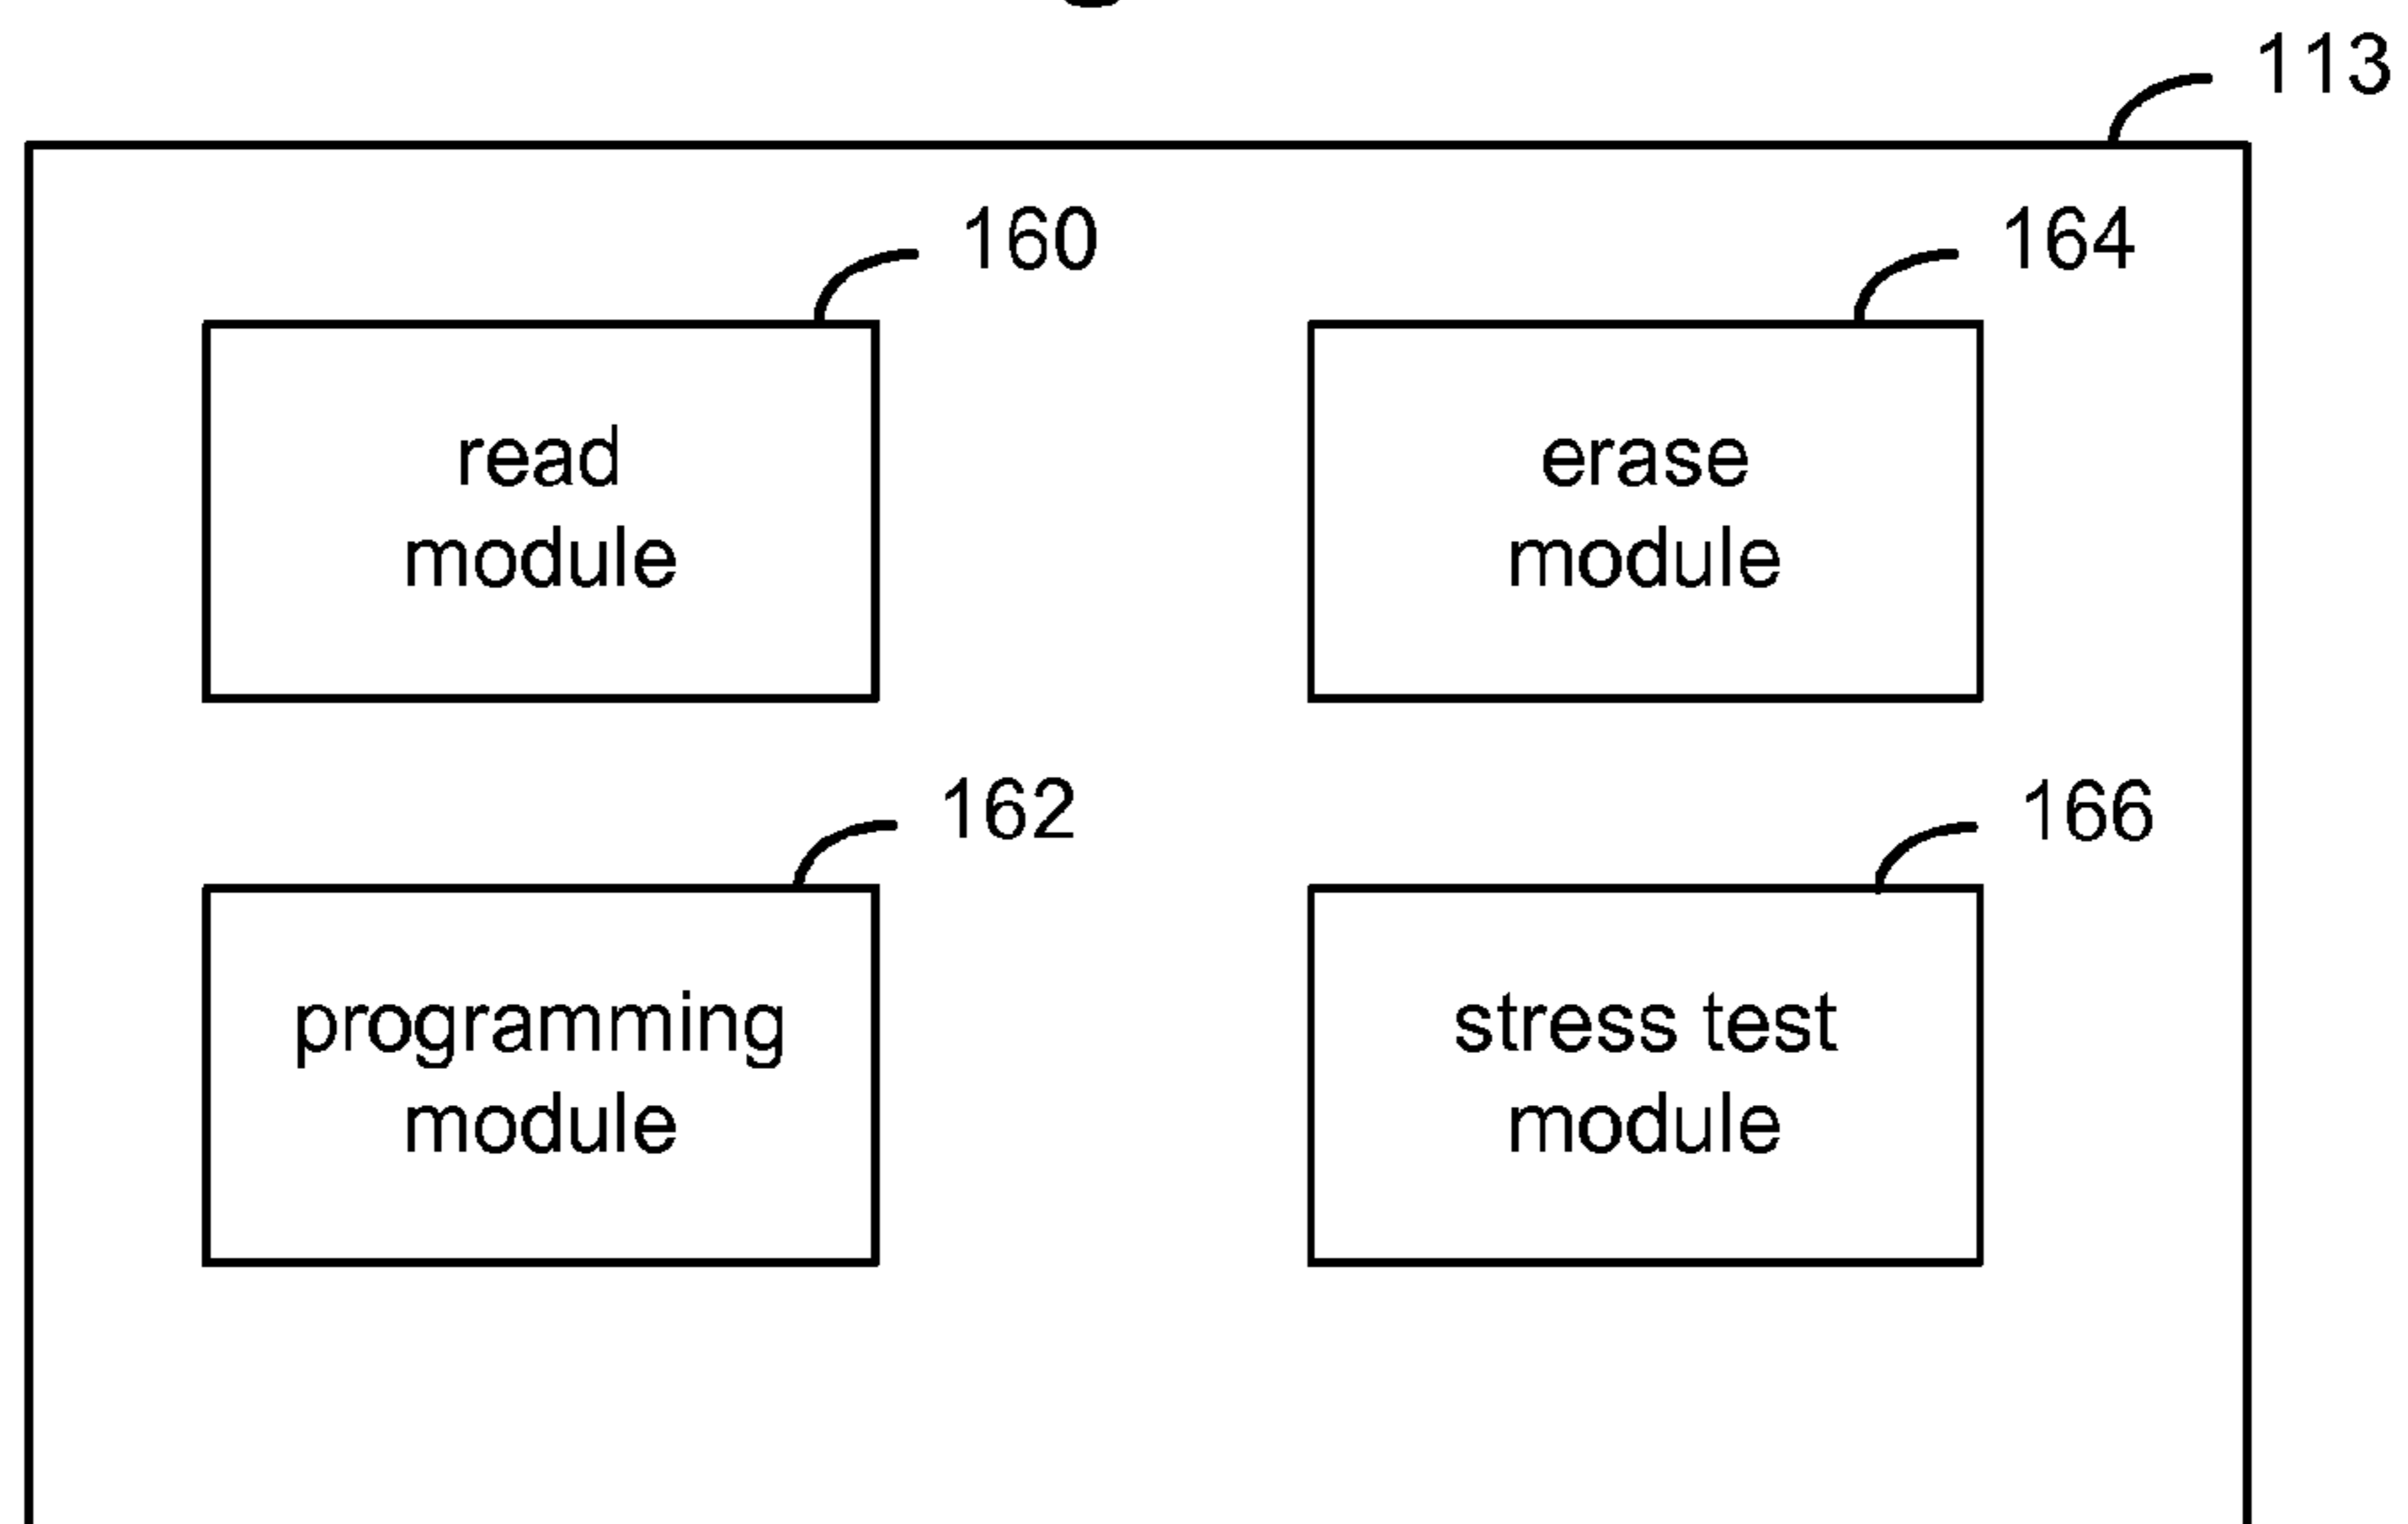 113
160
164
read
module
erase
module
162
166
programming
module
stress test
module